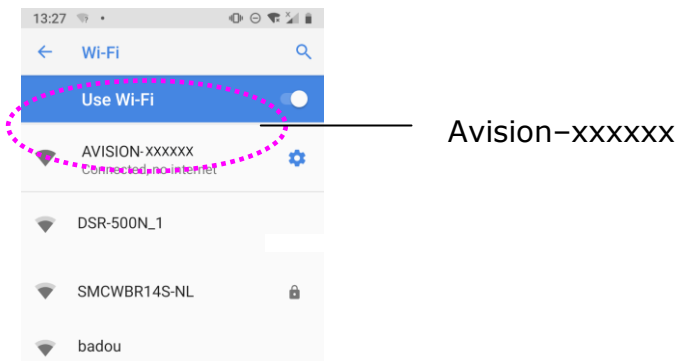 13:27
Wi-Fi
Use Wi-Fi
AVISION-xxxxxx
Connected, no internet
Avision–xxxxxx
DSR-500N_1
SMCWBR14S-NL
badou